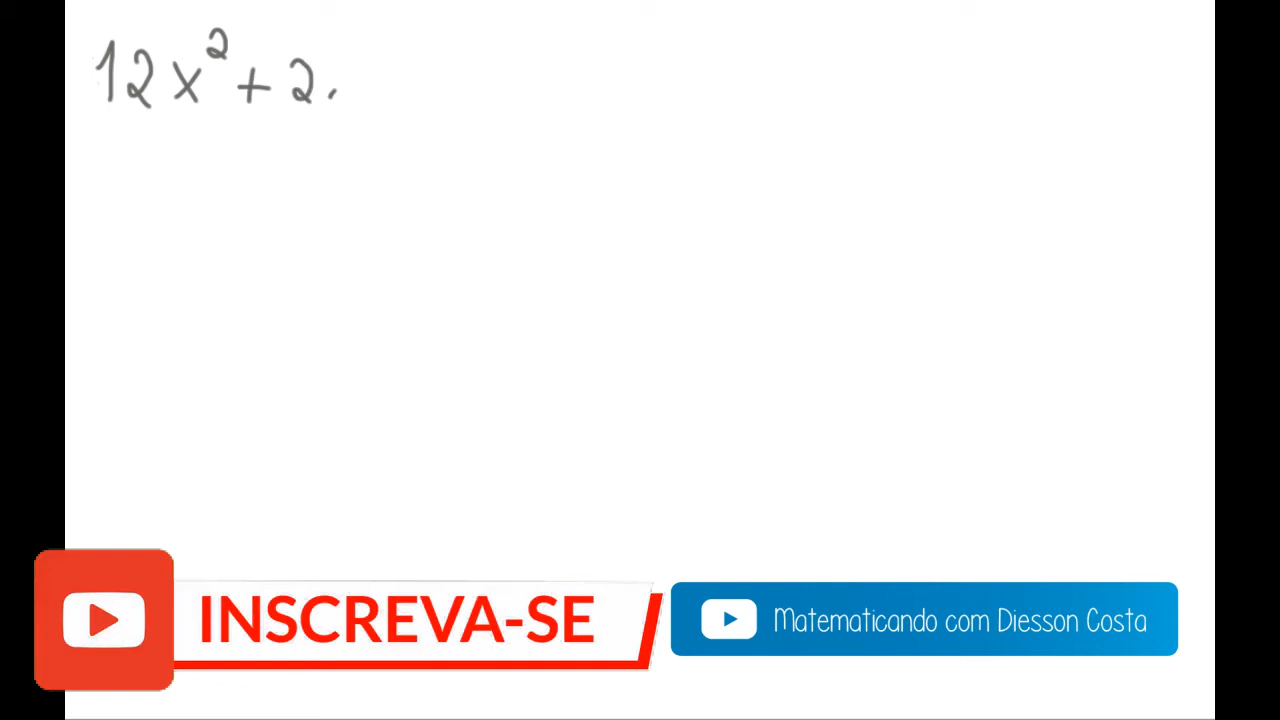 12x² + 2.
INSCREVA-SE
Matematicando com Diesson Costa